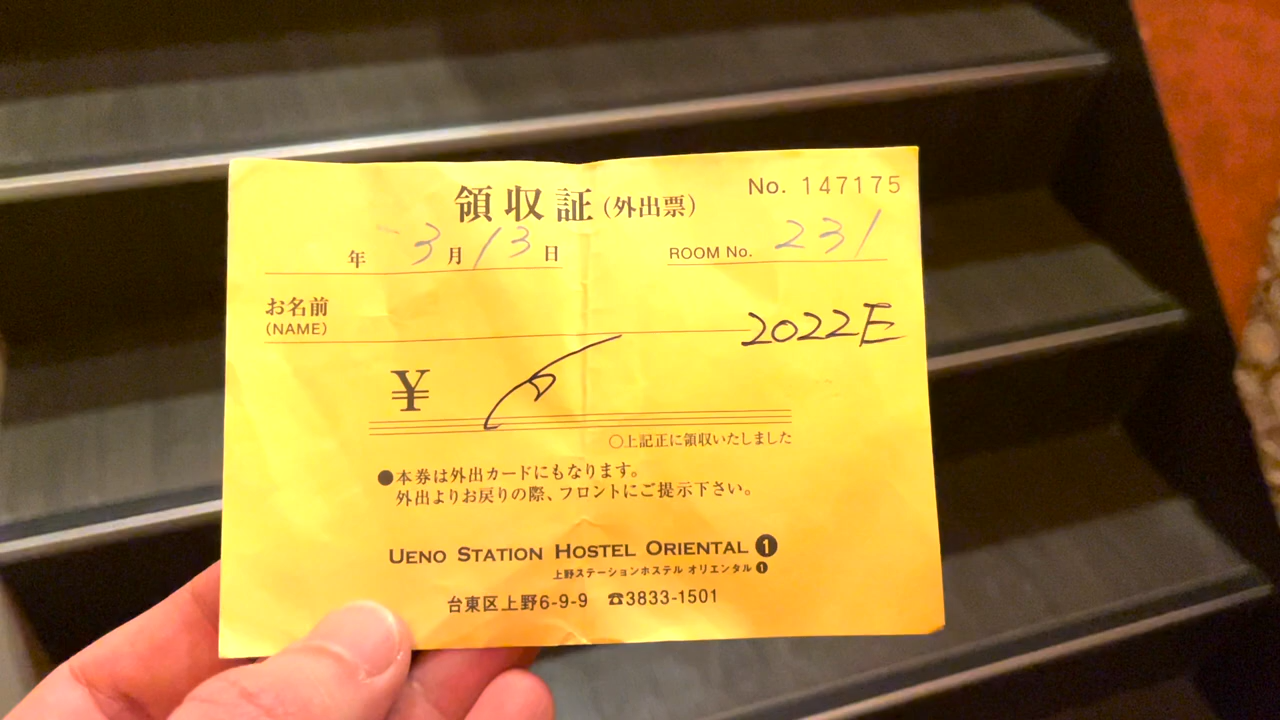 領収証(外出票) No. 147175
年 3月13日 ROOM No. 231
お名前
(NAME)
2022E
¥
○上記正に領収いたしました
●本券は外出カードにもなります。
外出よりお戻りの際、フロントにご提示下さい。
UENO STATION HOSTEL ORIENTAL 1
上野ステーションホステル オリエンタル 1
台東区上野6-9-9 ☎3833-1501